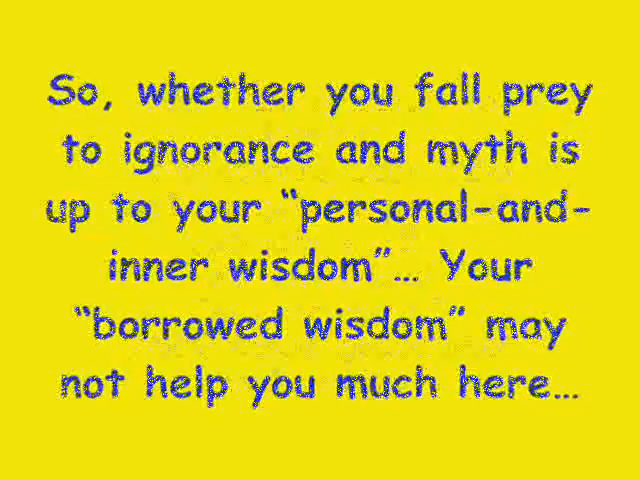 So, whether you fall prey
to ignorance and myth is
up to your “personal-and-
inner wisdom”… Your
“borrowed wisdom” may
not help you much here…